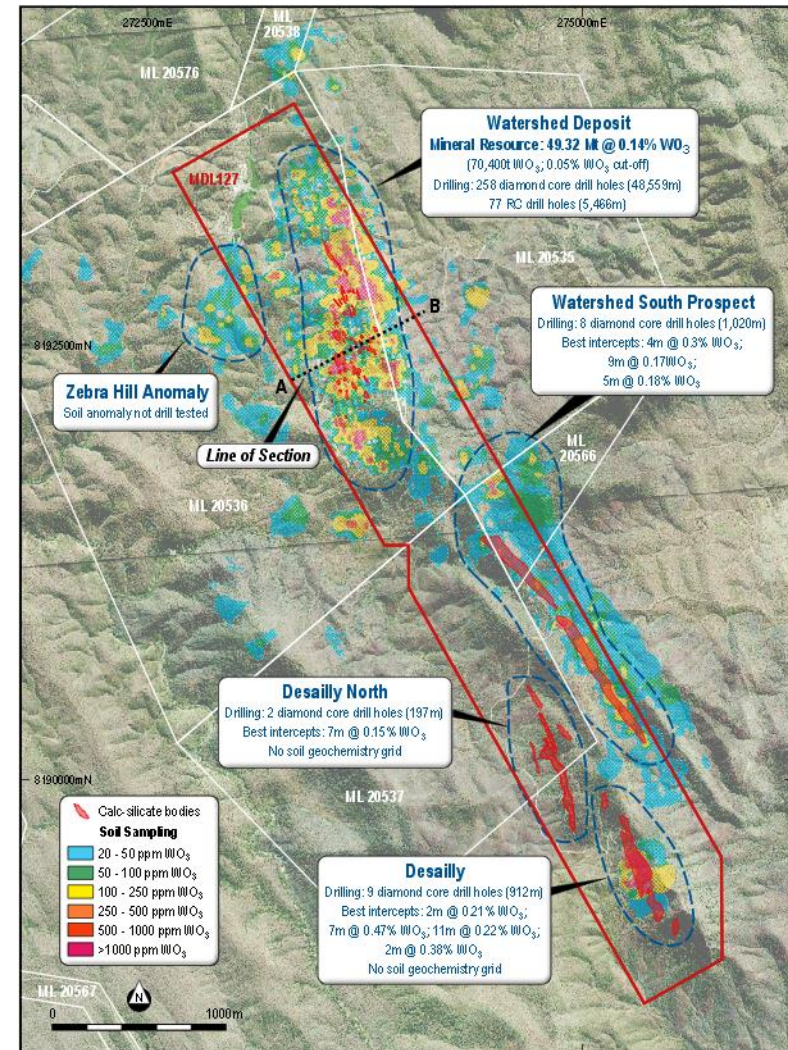 272500mE
275000mE
ML
20538
ML 20576
Watershed Deposit
Mineral Resource: 49.32 Mt @ 0.14% WO₃
(70,400t WO₃; 0.05% WO₃ cut-off)
Drilling: 258 diamond core drill holes (48,559m)
77 RC drill holes (5,466m)
MDL127
ML 20535
Watershed South Prospect
Drilling: 8 diamond core drill holes (1,020m)
Best intercepts: 4m @ 0.3% WO₃;
9m @ 0.17WO₃;
5m @ 0.18% WO₃
B
8192500mN
A
Zebra Hill Anomaly
Soil anomaly not drill tested
Line of Section
ML
20566
ML 20536
Desailly North
Drilling: 2 diamond core drill holes (197m)
Best intercepts: 7m @ 0.15% WO₃
No soil geochemistry grid
8190000mN
ML 20537
Calc-silicate bodies
Soil Sampling
20 - 50 ppm WO₃
50 - 100 ppm WO₃
100 - 250 ppm WO₃
250 - 500 ppm WO₃
500 - 1000 ppm WO₃
>1000 ppm WO₃
Desailly
Drilling: 9 diamond core drill holes (912m)
Best intercepts: 2m @ 0.21% WO₃;
7m @ 0.47% WO₃; 11m @ 0.22% WO₃;
2m @ 0.38% WO₃
No soil geochemistry grid
ML 20567
N
0 1000m